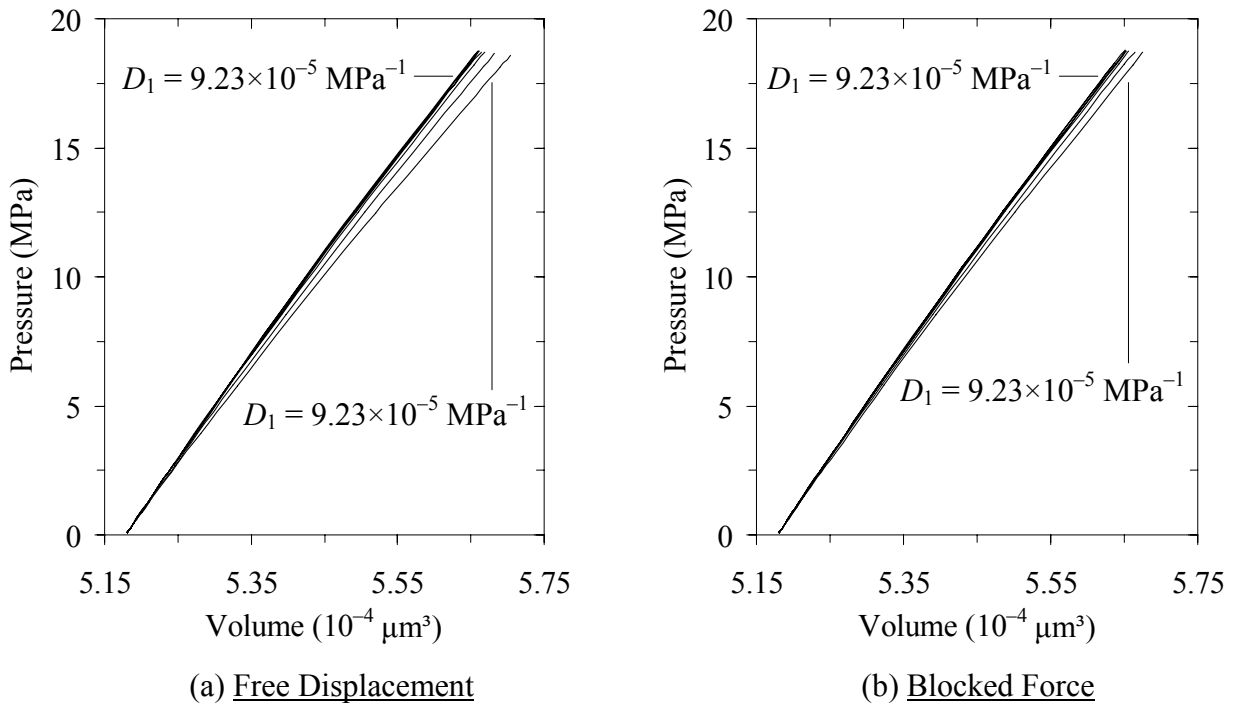 20
D₁ = 9.23×10⁻⁵ MPa⁻¹
15
Pressure (MPa)
10
D₁ = 9.23×10⁻⁵ MPa⁻¹
5
0
5.15 5.35 5.55 5.75
Volume (10⁻⁴ μm³)
(a) Free Displacement
20
D₁ = 9.23×10⁻⁵ MPa⁻¹
15
Pressure (MPa)
10
D₁ = 9.23×10⁻⁵ MPa⁻¹
5
0
5.15 5.35 5.55 5.75
Volume (10⁻⁴ μm³)
(b) Blocked Force